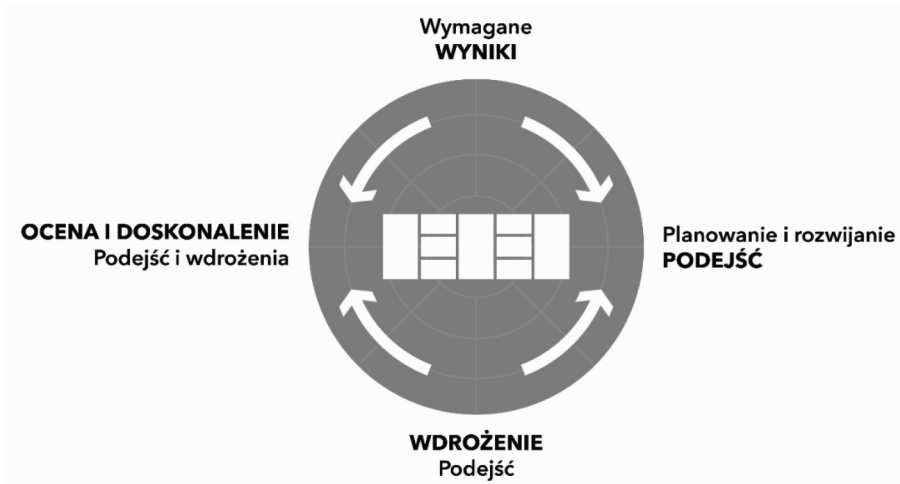 Wymagane
WYNIKI
OCENA I DOSKONALENIE
Podejść i wdrożenia
Planowanie i rozwijanie
PODEJŚĆ
WDROŻENIE
Podejść